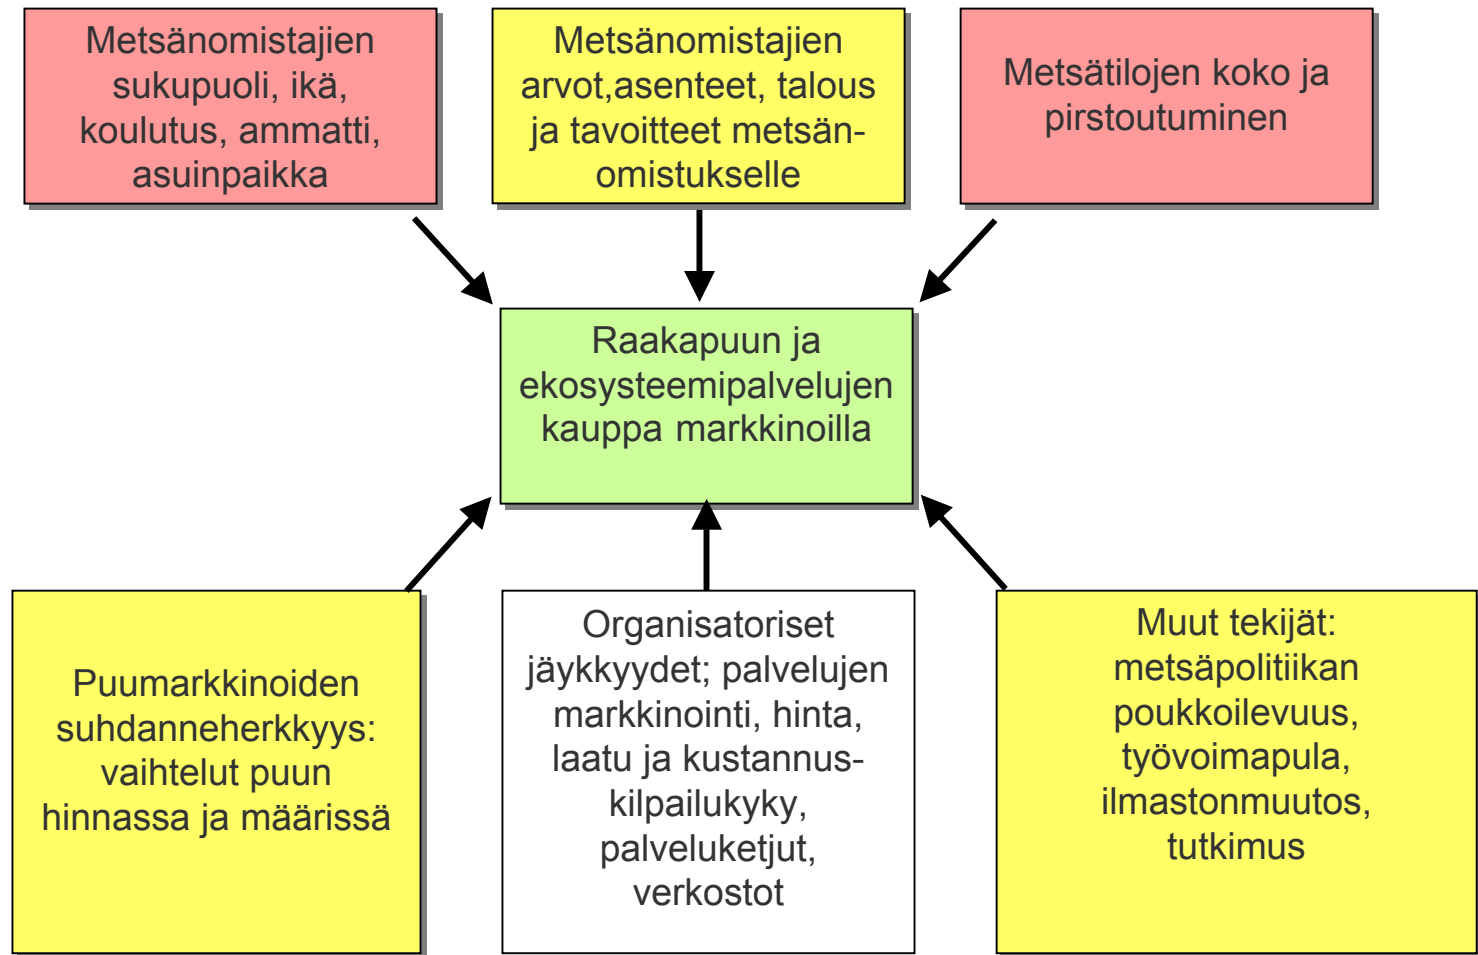 Metsänomistajien
sukupuoli, ikä,
koulutus, ammatti,
asuinpaikka
Metsänomistajien
arvot,asenteet, talous
ja tavoitteet metsän-
omistukselle
Metsätilojen koko ja
pirstoutuminen
Raakapuun ja
ekosysteemipalvelujen
kauppa markkinoilla
Puumarkkinoiden
suhdanneherkkyys:
vaihtelut puun
hinnassa ja määrissä
Organisatoriset
jäykkyydet; palvelujen
markkinointi, hinta,
laatu ja kustannus-
kilpailukyky,
palveluketjut,
verkostot
Muut tekijät:
metsäpolitiikan
poukkoilevuus,
työvoimapula,
ilmastonmuutos,
tutkimus